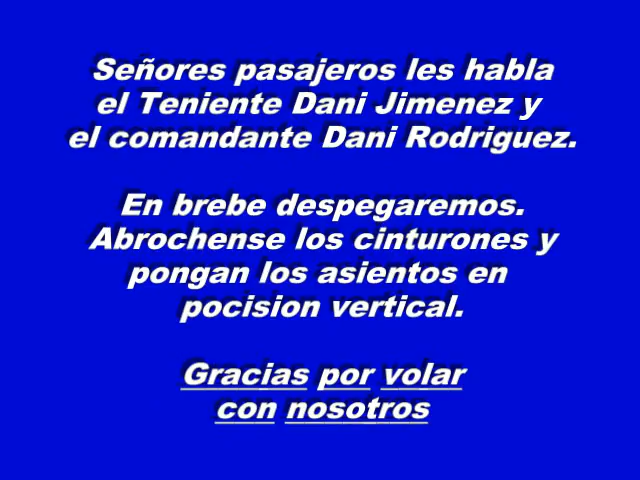 Señores pasajeros les habla
el Teniente Dani Jimenez y
el comandante Dani Rodriguez.
En brebe despegaremos.
Abrochense los cinturones y
pongan los asientos en
pocision vertical.
Gracias por volar
con nosotros